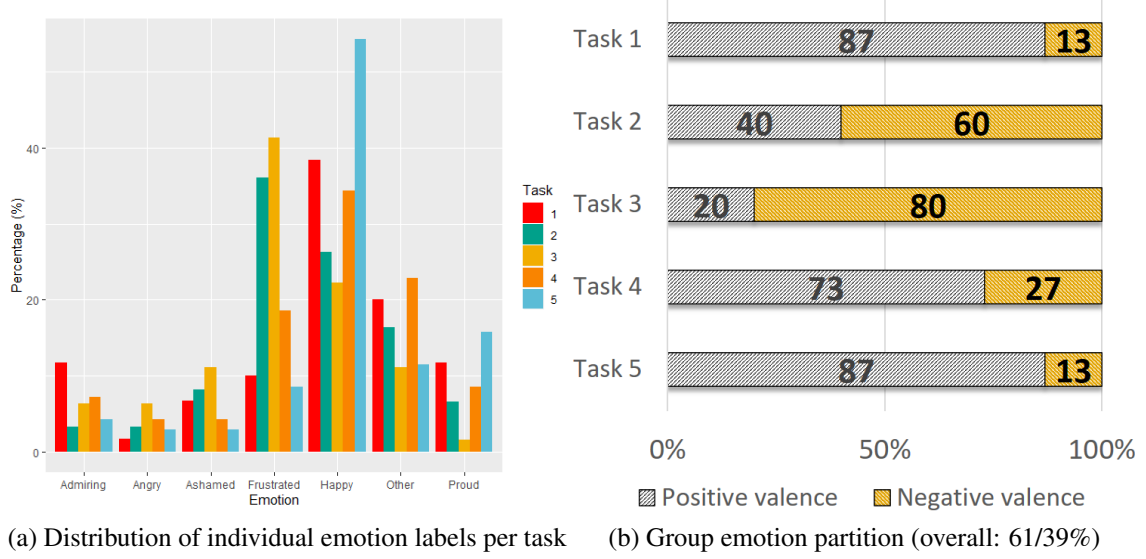 Percentage (%)
40
20
0
Admiring Angry Ashamed Frustrated Happy Other Proud
Emotion
Task
1
2
3
4
5
(a) Distribution of individual emotion labels per task
Task 1 87 13
Task 2 40 60
Task 3 20 80
Task 4 73 27
Task 5 87 13
0% 50% 100%
Positive valence Negative valence
(b) Group emotion partition (overall: 61/39%)